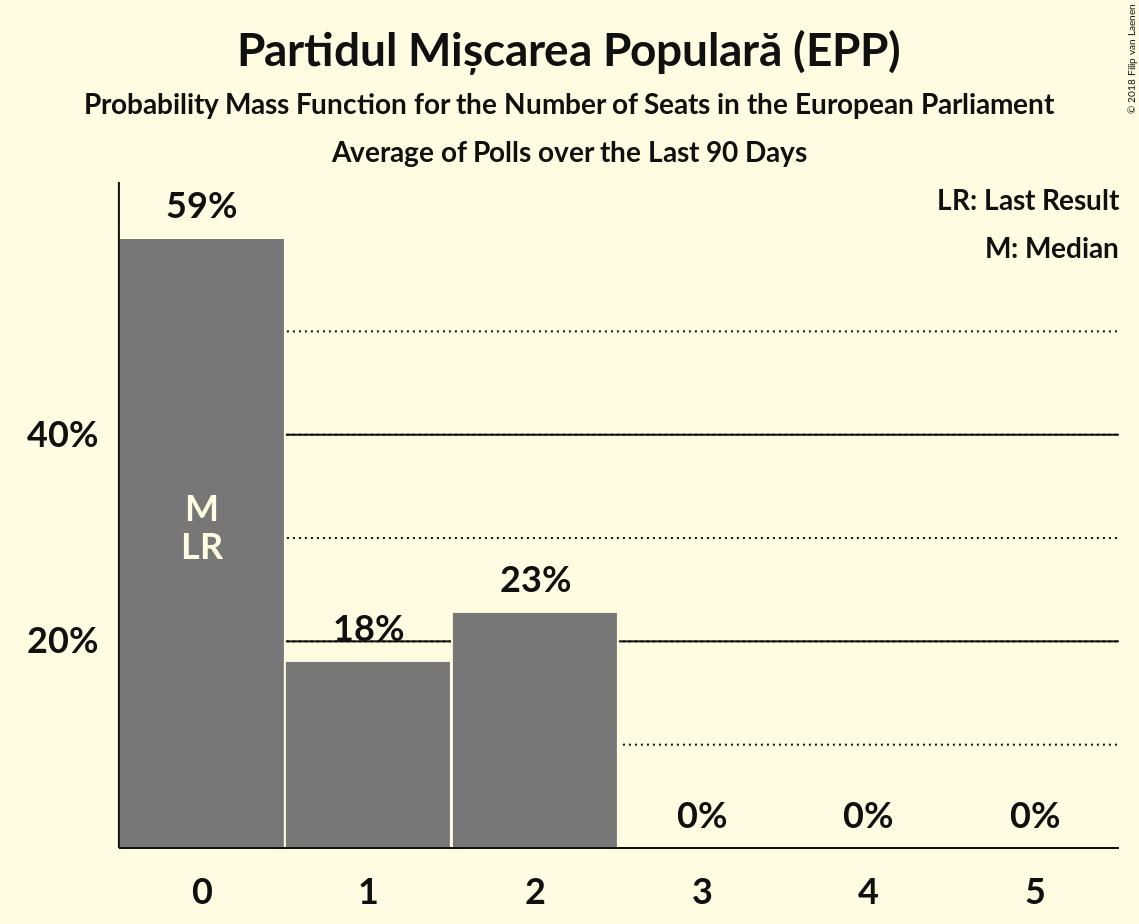 Partidul Mișcarea Populară (EPP)
Probability Mass Function for the Number of Seats in the European Parliament
Average of Polls over the Last 90 Days
© 2018 Filip van Laenen
LR: Last Result
M: Median
59%
40%
M
LR
23%
18%
20%
0% 0% 0%
0 1 2 3 4 5